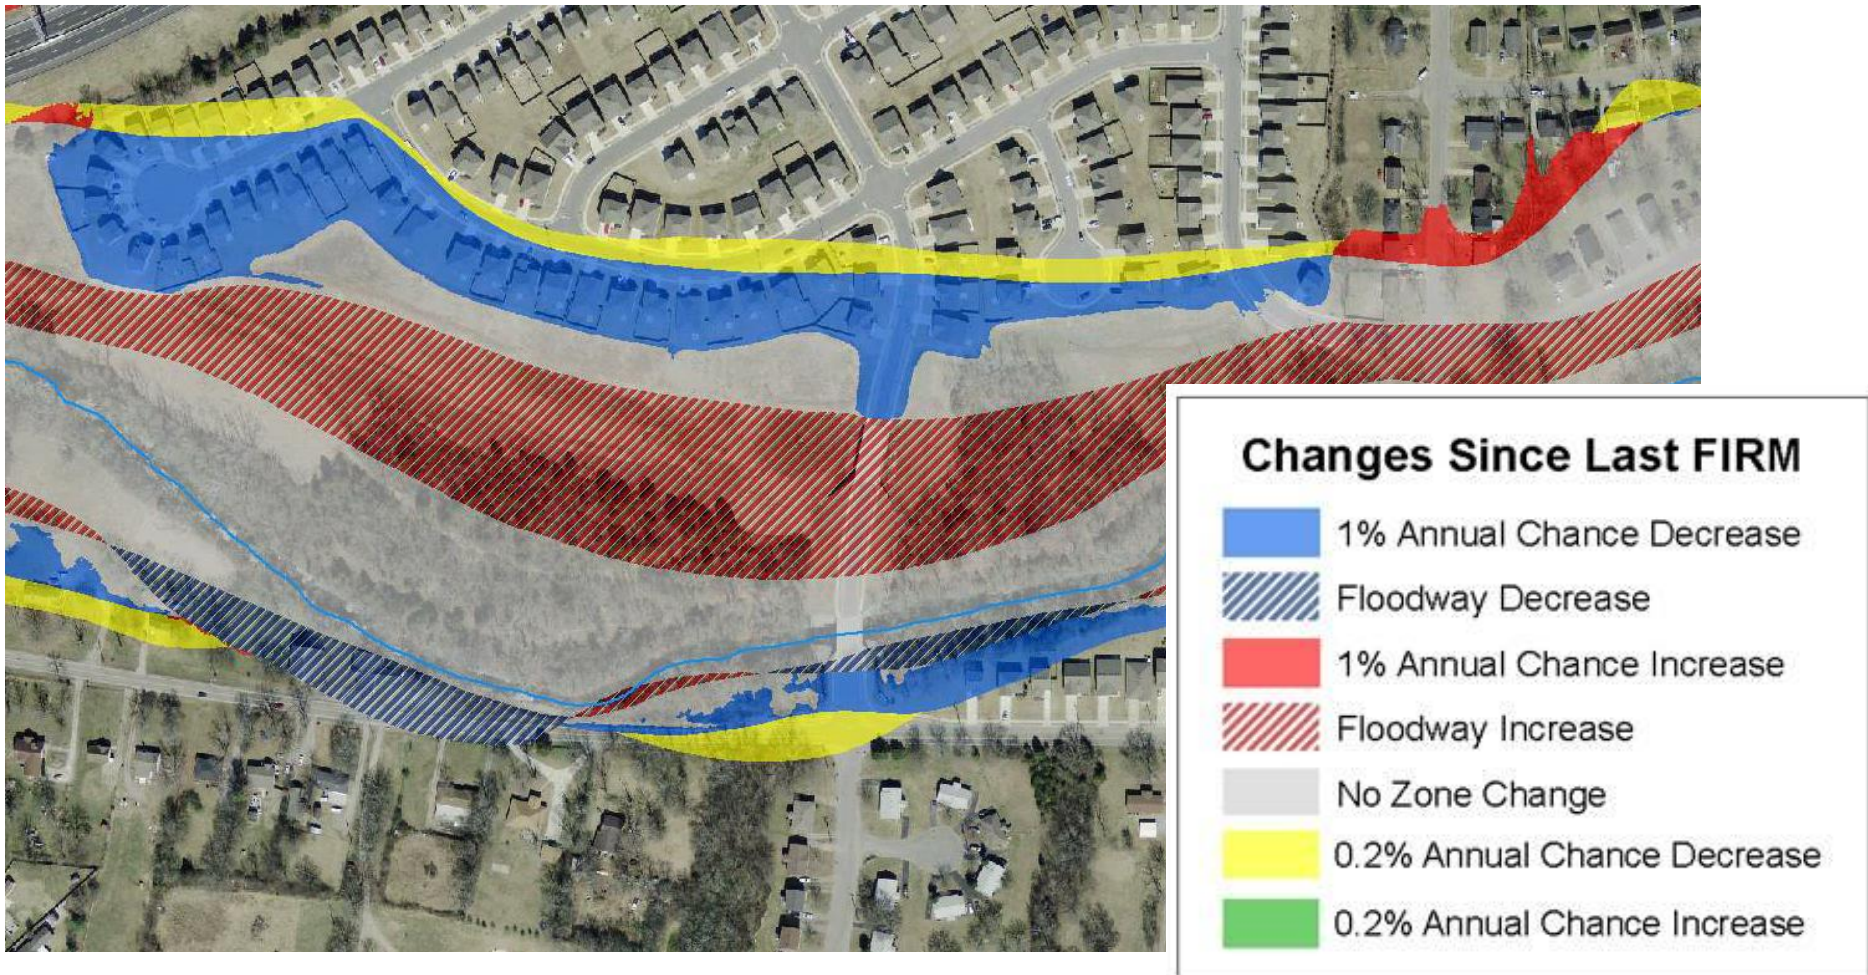 Changes Since Last FIRM
1% Annual Chance Decrease
Floodway Decrease
1% Annual Chance Increase
Floodway Increase
No Zone Change
0.2% Annual Chance Decrease
0.2% Annual Chance Increase